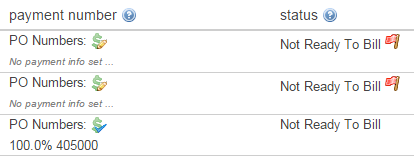 payment number status
PO Numbers: Not Ready To Bill
No payment info set ...
PO Numbers: Not Ready To Bill
No payment info set ...
PO Numbers: Not Ready To Bill
100.0% 405000